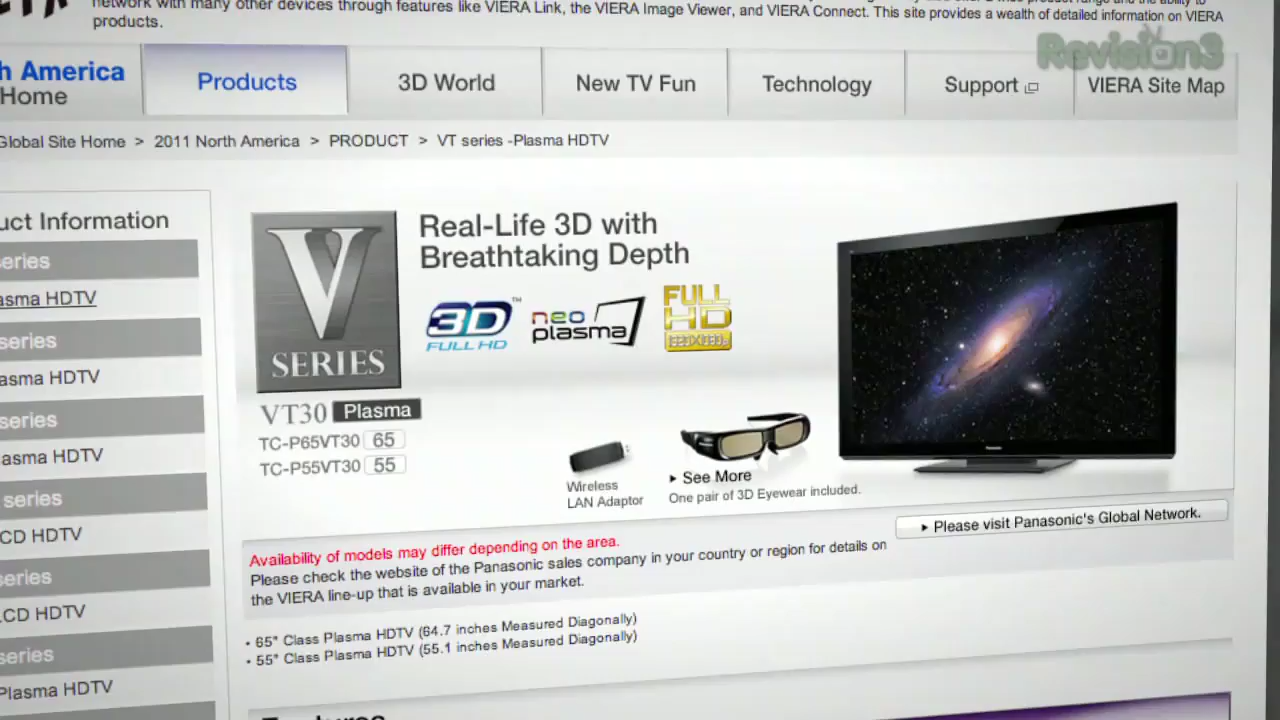 network with many other devices through features like VIERA Link, the VIERA Image Viewer, and VIERA Connect. This site provides a wealth of detailed information on VIERA
products.
Revision3
h America
Home
Products
3D World
New TV Fun
Technology
Support
VIERA Site Map
Global Site Home > 2011 North America > PRODUCT > VT series -Plasma HDTV
uct Information
eries
asma HDTV
series
asma HDTV
series
asma HDTV
series
CD HDTV
series
LCD HDTV
series
Plasma HDTV
V
SERIES
Real-Life 3D with
Breathtaking Depth
3D™
FULL HD
neo
plasma
FULL
HD
1920X1080p
VT30 Plasma
TC-P65VT30 65
TC-P55VT30 55
Wireless
LAN Adaptor
See More
One pair of 3D Eyewear included.
Panasonic
Please visit Panasonic's Global Network.
Availability of models may differ depending on the area.
Please check the website of the Panasonic sales company in your country or region for details on
the VIERA line-up that is available in your market.
• 65" Class Plasma HDTV (64.7 inches Measured Diagonally)
• 55" Class Plasma HDTV (55.1 inches Measured Diagonally)